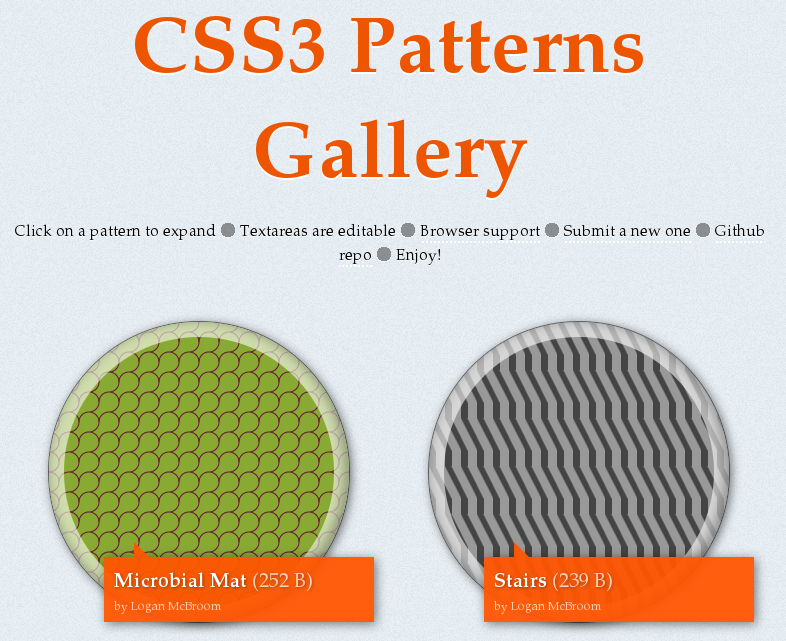 CSS3 Patterns
Gallery
Click on a pattern to expand ● Textareas are editable ● Browser support ● Submit a new one ● Github
repo ● Enjoy!
Microbial Mat (252 B)
by Logan McBroom
Stairs (239 B)
by Logan McBroom